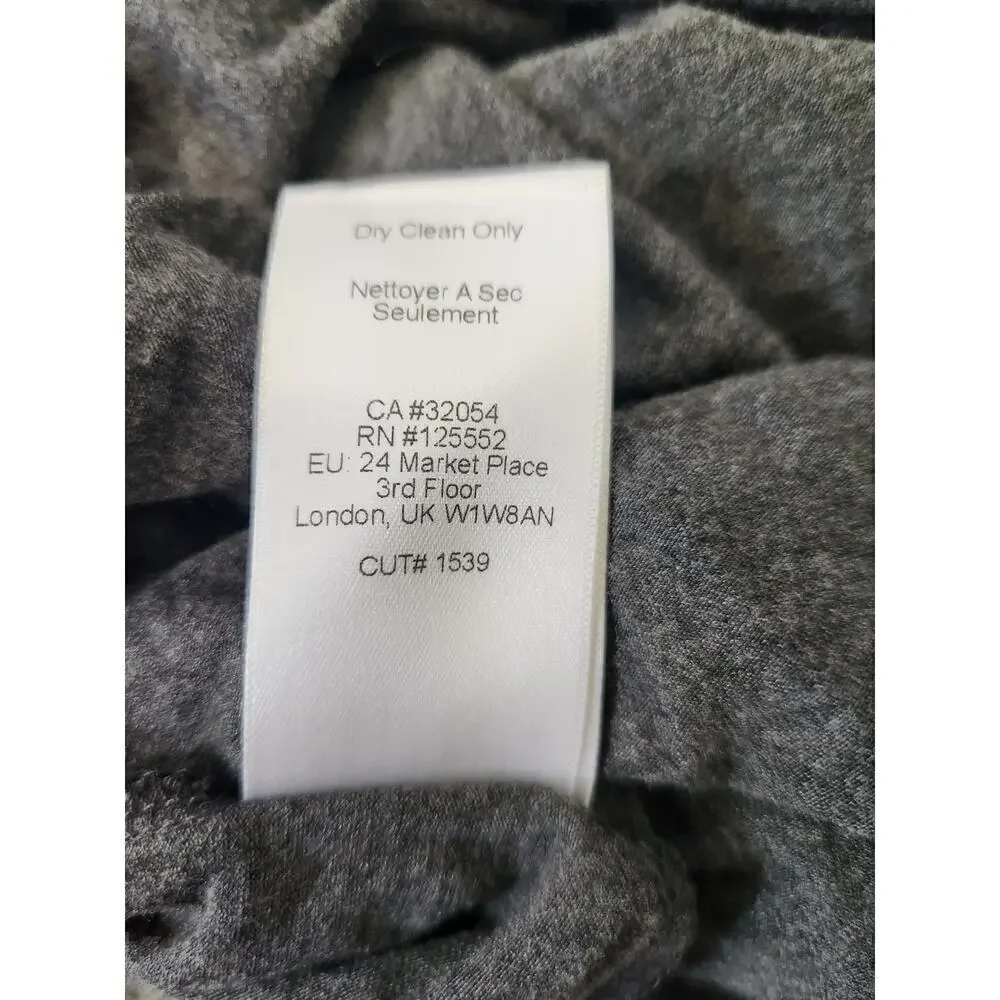 Dry Clean Only
Nettoyer A Sec
Seulement
CA #32054
RN #125552
EU: 24 Market Place
3rd Floor
London, UK W1W8AN
CUT# 1539